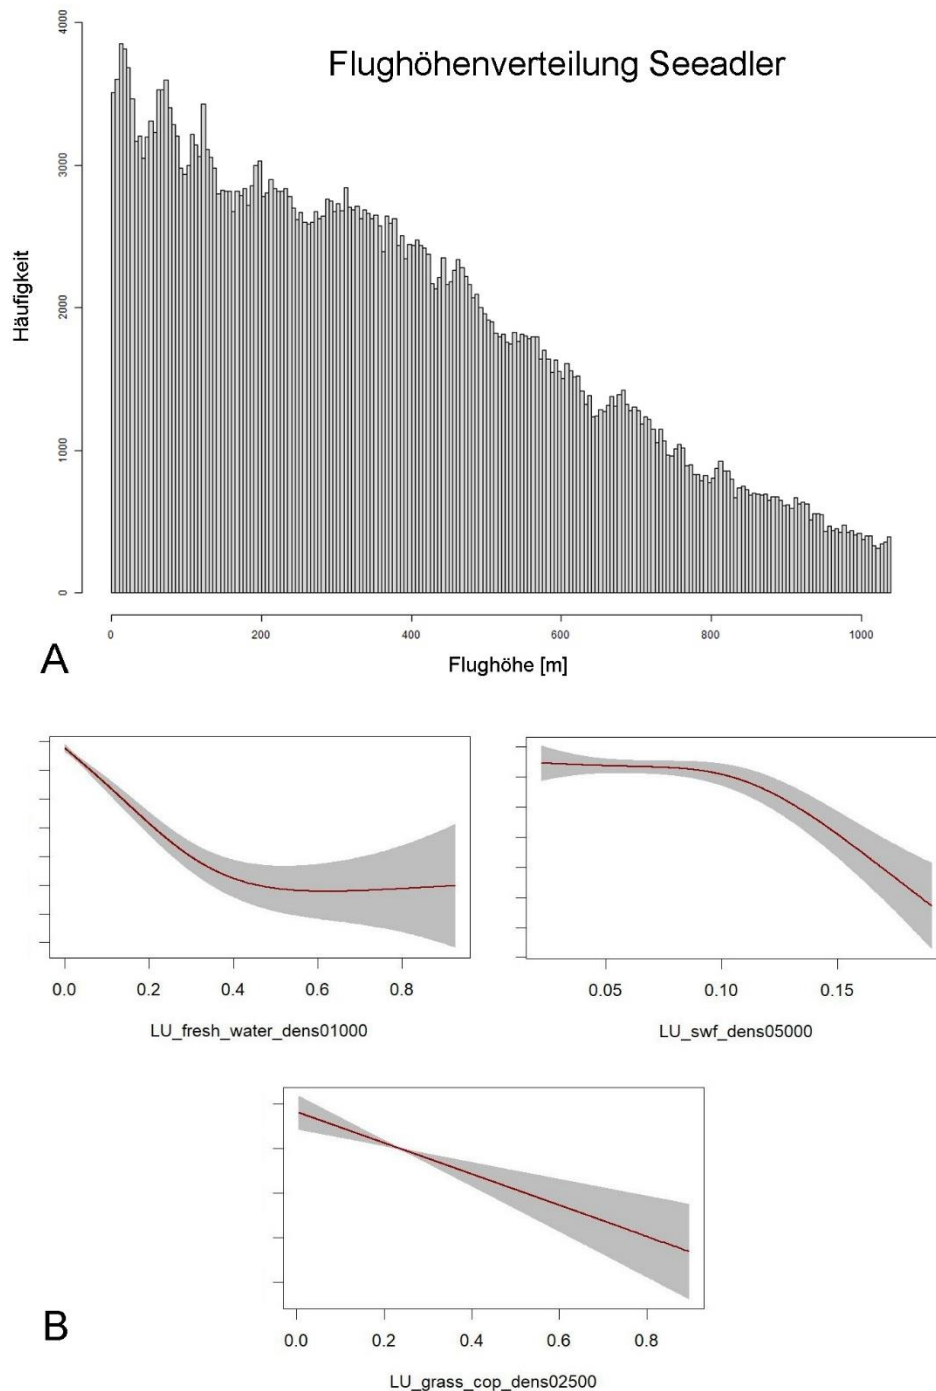 Flughöhenverteilung Seeadler
4000
3000
2000
1000
0
Häufigkeit
0 200 400 600 800 1000
Flughöhe [m]
A
0.0 0.2 0.4 0.6 0.8
LU_fresh_water_dens01000
0.05 0.10 0.15
LU_swf_dens05000
0.0 0.2 0.4 0.6 0.8
LU_grass_cop_dens02500
B